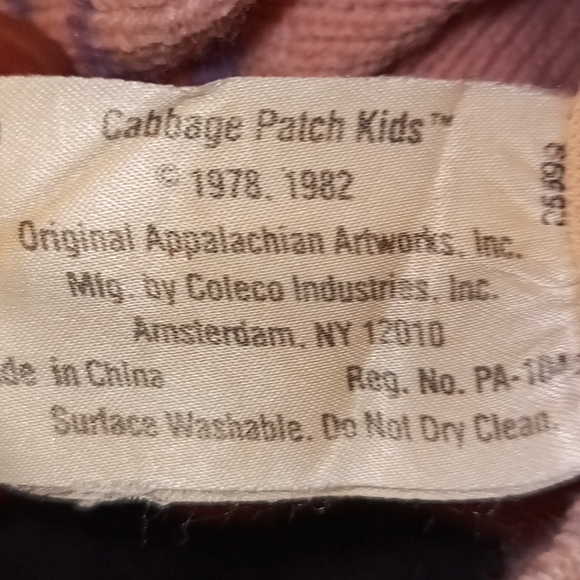 Cabbage Patch Kids™
© 1978. 1982
Original Appalachian Artworks. Inc.
Mfg. by Coleco Industries, Inc.
Amsterdam, NY 12010
de in China Reg. No. PA-
Surface Washable. Do Not Dry Clean.